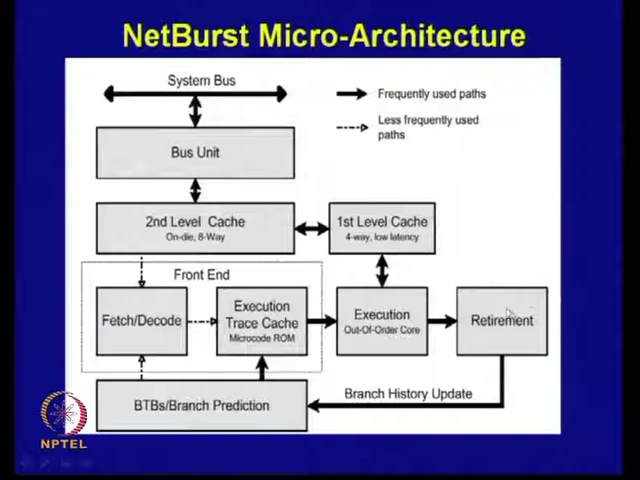 NetBurst Micro-Architecture
System Bus
Frequently used paths
Less frequently used
paths
Bus Unit
2nd Level Cache
On-die, 8-Way
1st Level Cache
4-way, low latency
Front End
Fetch/Decode
Execution
Trace Cache
Microcode ROM
Execution
Out-Of-Order Core
Retirement
Branch History Update
BTBs/Branch Prediction
NPTEL